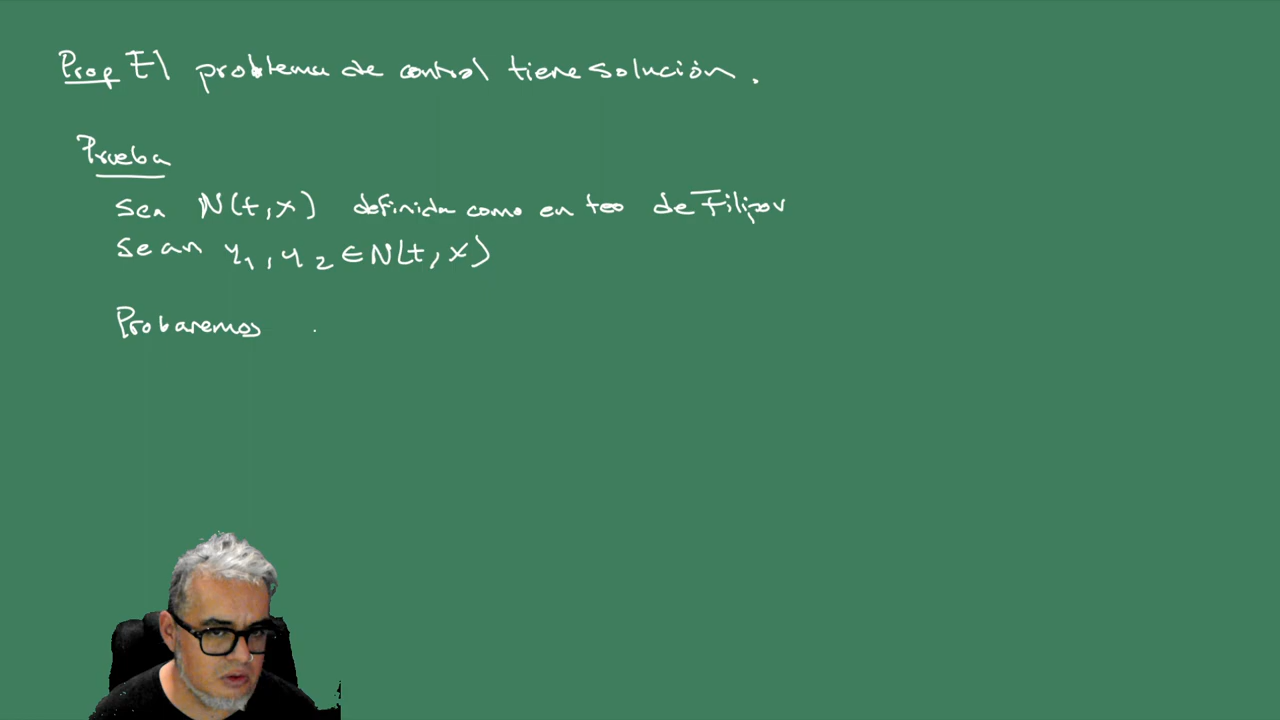 Prop El problema de control tiene solución.
Prueba
Sea N(t,x) definida como en teo de Filipov
Sean y₁, y₂ ∈ N(t,x)
Probaremos